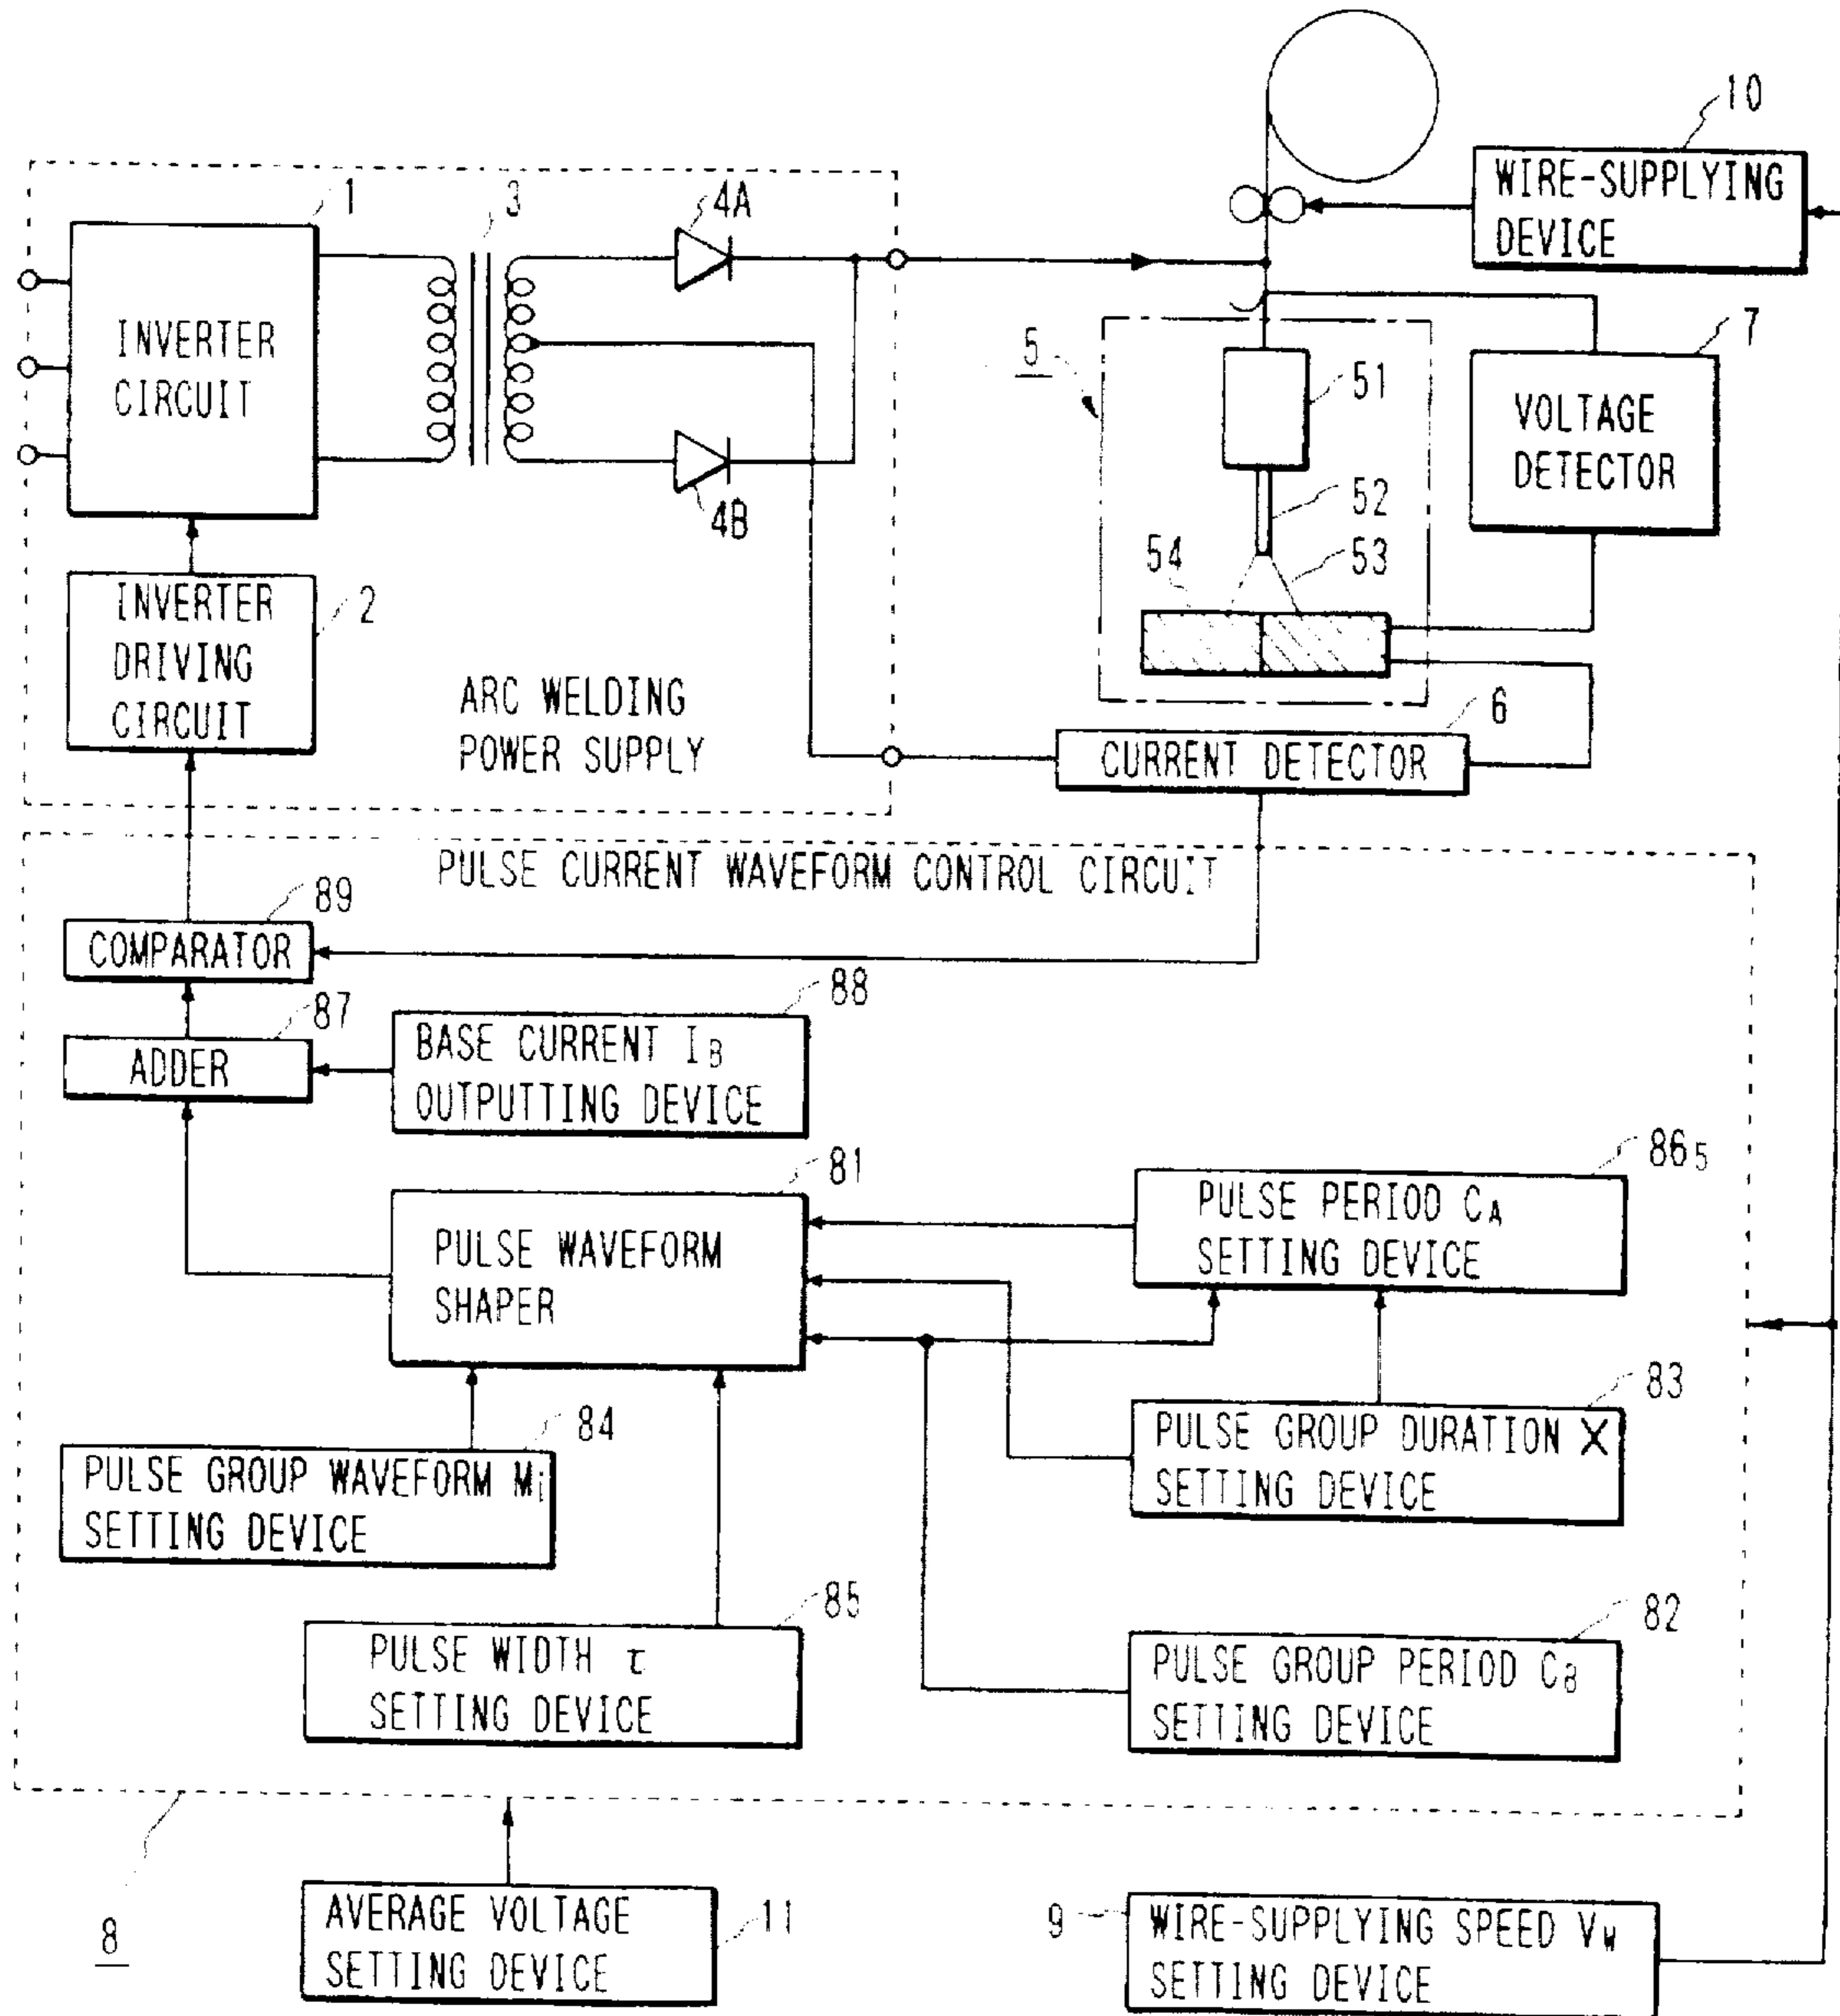 10
WIRE-SUPPLYING
DEVICE
1
3
4A
INVERTER
CIRCUIT
5
51
7
VOLTAGE
DETECTOR
4B
52
54
53
INVERTER
DRIVING
CIRCUIT
2
ARC WELDING
POWER SUPPLY
6
CURRENT DETECTOR
PULSE CURRENT WAVEFORM CONTROL CIRCUIT
89
COMPARATOR
87
ADDER
88
BASE CURRENT IB
OUTPUTTING DEVICE
81
PULSE WAVEFORM
SHAPER
865
PULSE PERIOD CA
SETTING DEVICE
83
PULSE GROUP DURATION X
SETTING DEVICE
84
PULSE GROUP WAVEFORM Mi
SETTING DEVICE
85
PULSE WIDTH τ
SETTING DEVICE
82
PULSE GROUP PERIOD CB
SETTING DEVICE
8
AVERAGE VOLTAGE
SETTING DEVICE
11
9
WIRE-SUPPLYING SPEED VW
SETTING DEVICE